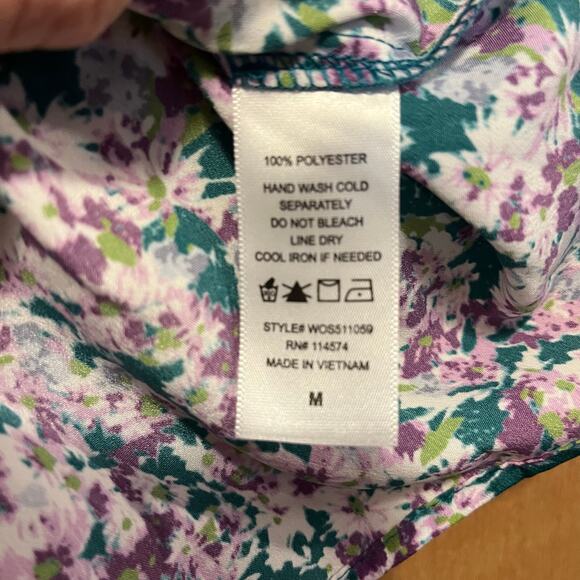 100% POLYESTER
HAND WASH COLD
SEPARATELY
DO NOT BLEACH
LINE DRY
COOL IRON IF NEEDED
STYLE# WOS511059
RN# 114574
MADE IN VIETNAM
M